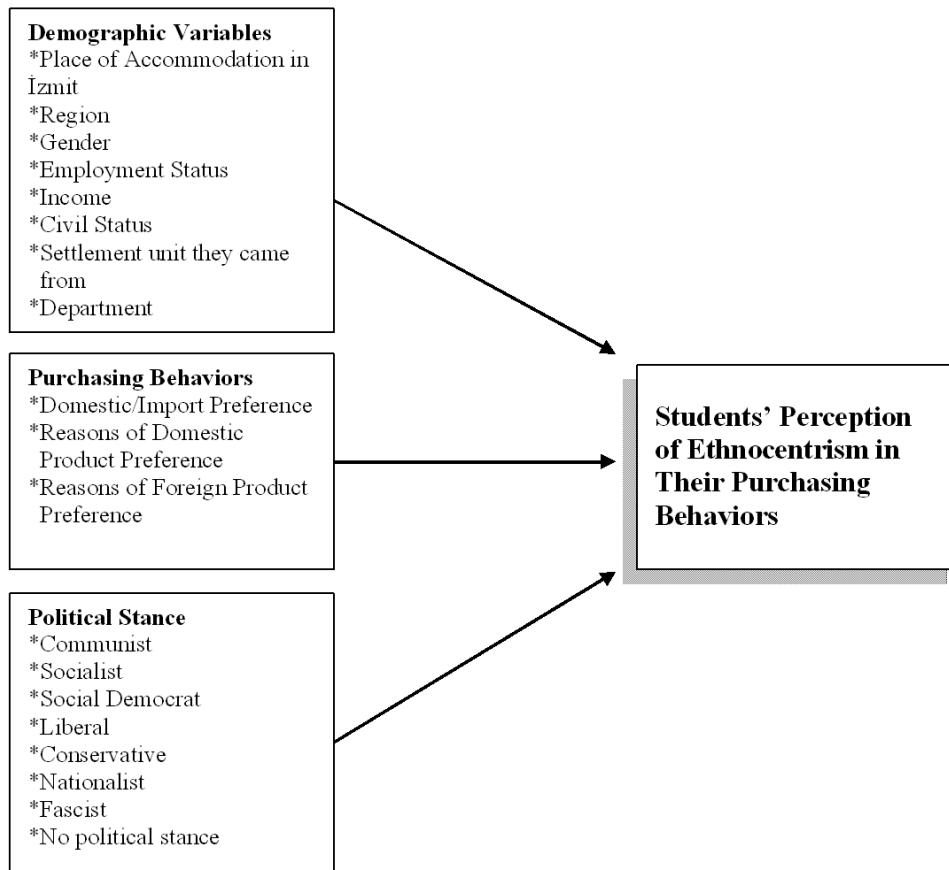 Demographic Variables
*Place of Accommodation in
İzmit
*Region
*Gender
*Employment Status
*Income
*Civil Status
*Settlement unit they came
from
*Department
Purchasing Behaviors
*Domestic/Import Preference
*Reasons of Domestic
Product Preference
*Reasons of Foreign Product
Preference
Political Stance
*Communist
*Socialist
*Social Democrat
*Liberal
*Conservative
*Nationalist
*Fascist
*No political stance
Students’ Perception
of Ethnocentrism in
Their Purchasing
Behaviors